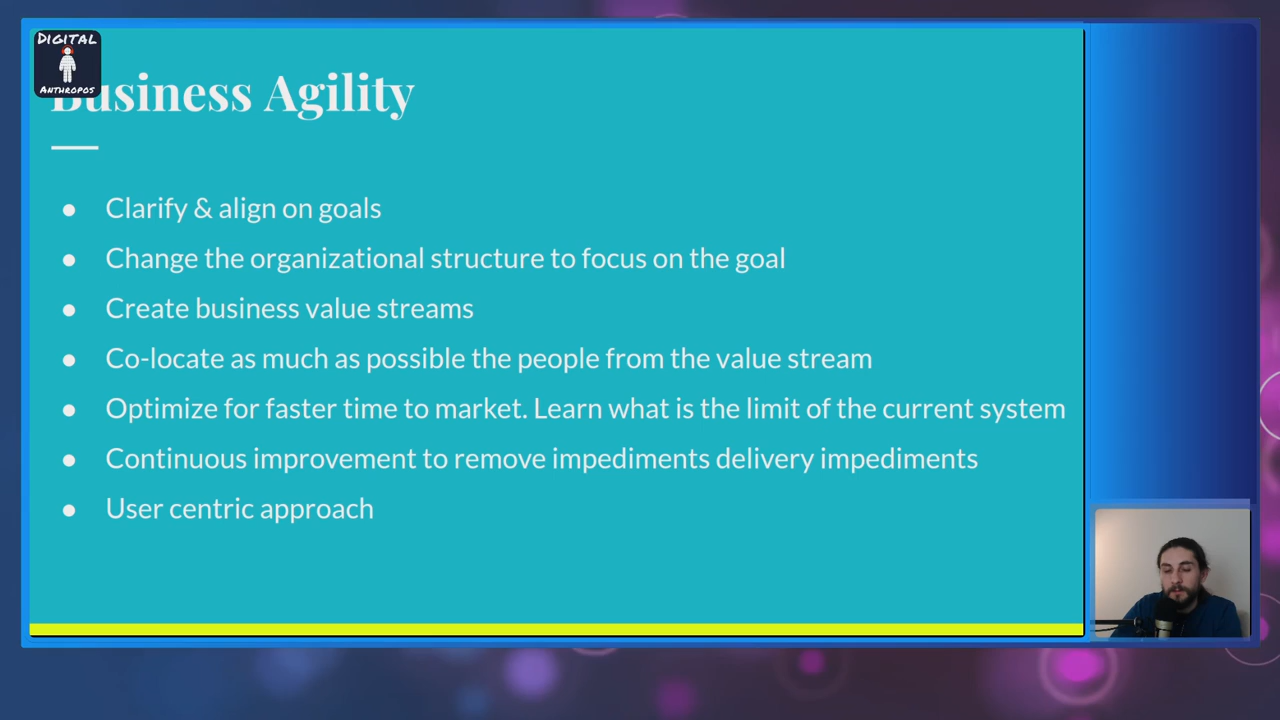 DIGITAL
ANTHROPOS
Business Agility
● Clarify & align on goals
● Change the organizational structure to focus on the goal
● Create business value streams
● Co-locate as much as possible the people from the value stream
● Optimize for faster time to market. Learn what is the limit of the current system
● Continuous improvement to remove impediments delivery impediments
● User centric approach